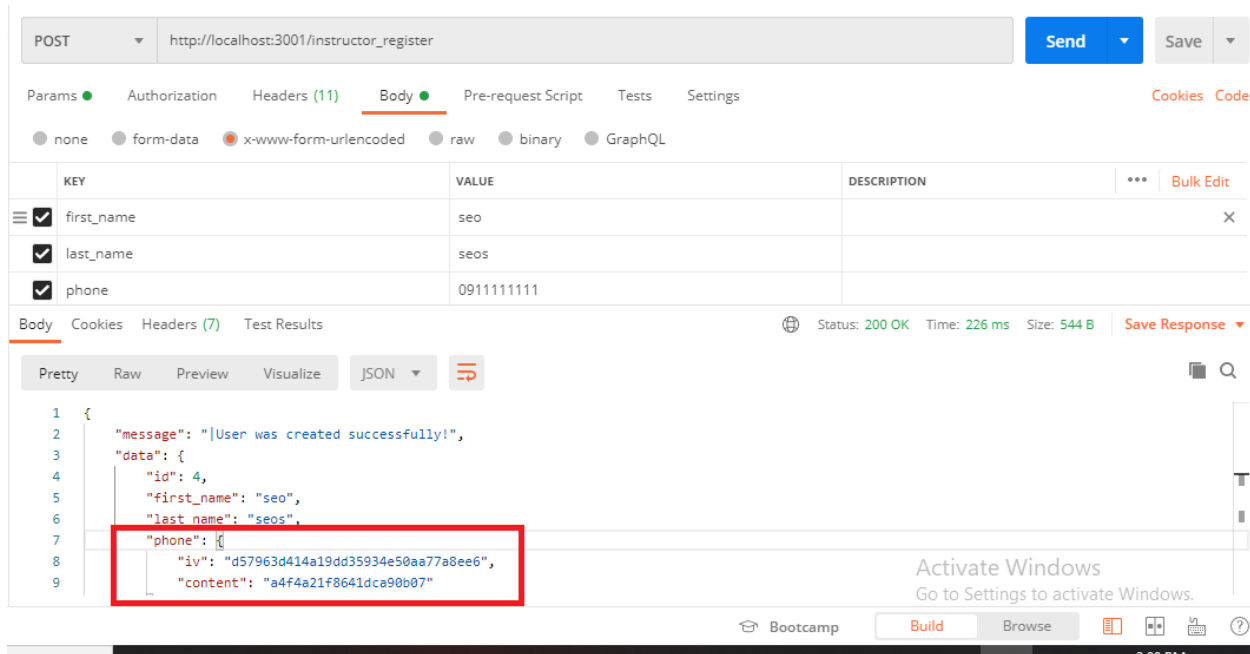 POST http://localhost:3001/instructor_register Send Save
Params Authorization Headers (11) Body Pre-request Script Tests Settings Cookies Code
none form-data x-www-form-urlencoded raw binary GraphQL
KEY VALUE DESCRIPTION ••• Bulk Edit
first_name seo
last_name seos
phone 0911111111
Body Cookies Headers (7) Test Results Status: 200 OK Time: 226 ms Size: 544 B Save Response
Pretty Raw Preview Visualize JSON
1 {
2 "message": "|User was created successfully!",
3 "data": {
4 "id": 4,
5 "first_name": "seo",
6 "last_name": "seos",
7 "phone": {
8 "iv": "d57963d414a19dd35934e50aa77a8ee6",
9 "content": "a4f4a21f8641dca90b07"
Activate Windows
Go to Settings to activate Windows.
Bootcamp Build Browse